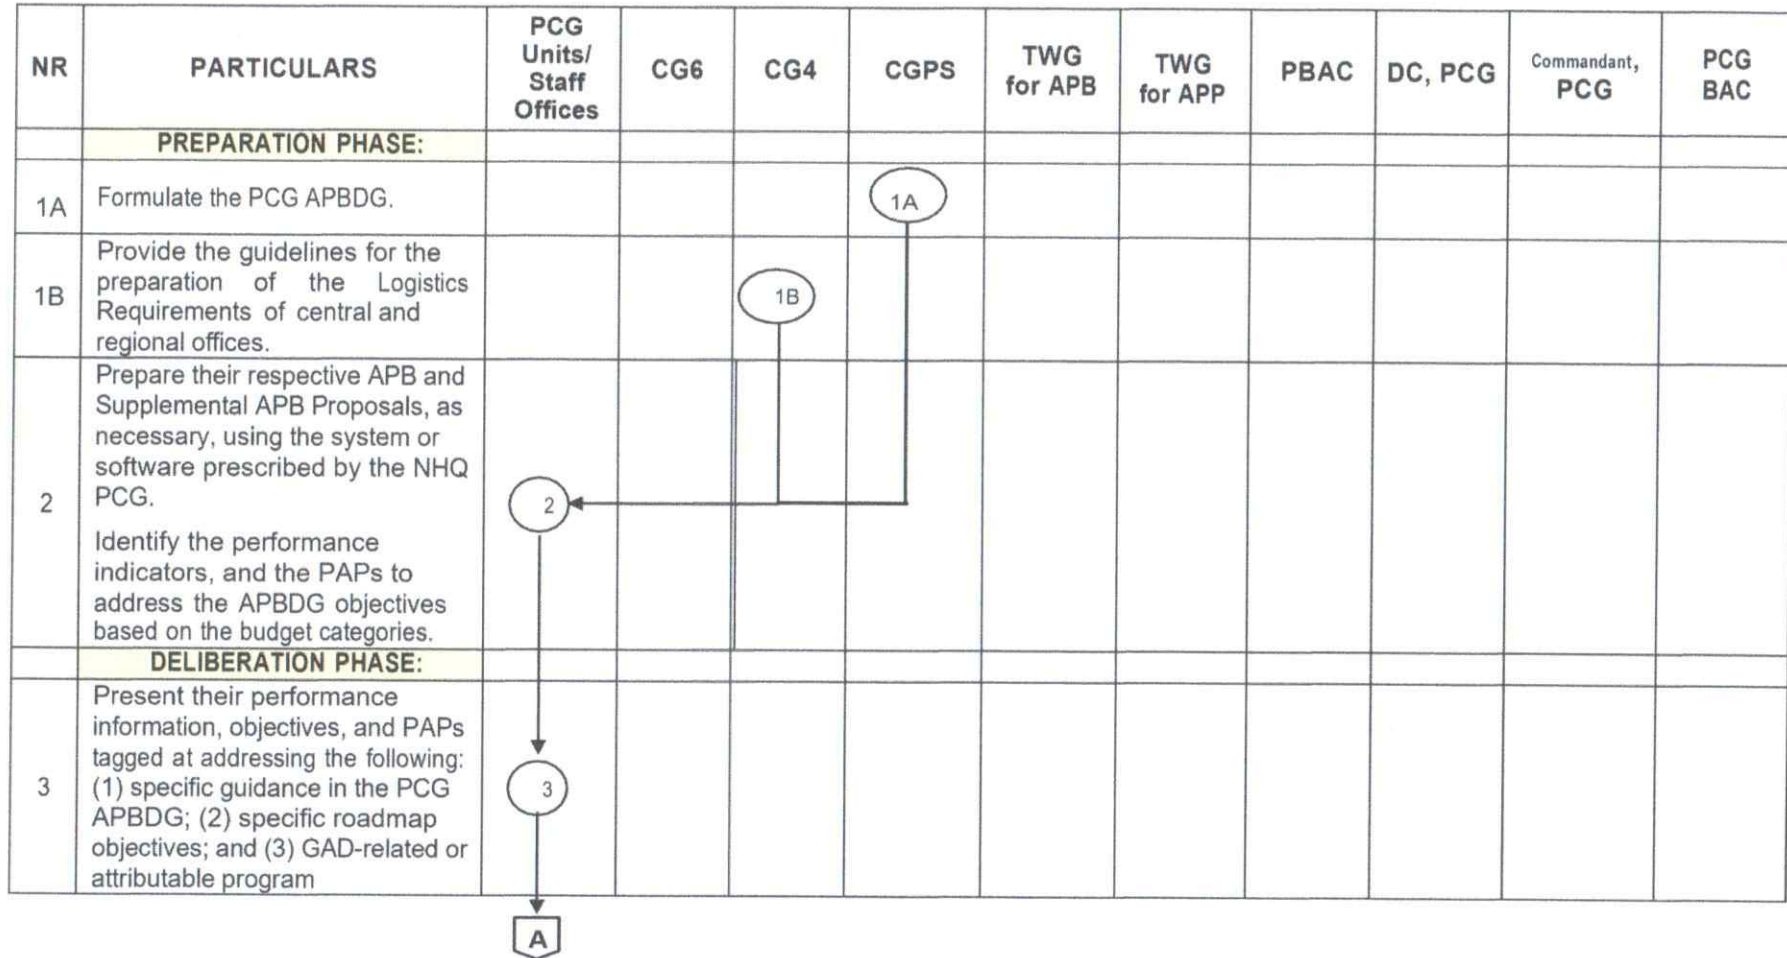 NR
PARTICULARS
PCG
Units/
Staff
Offices
CG6
CG4
CGPS
TWG
for APB
TWG
for APP
PBAC
DC, PCG
Commandant,
PCG
PCG
BAC
PREPARATION PHASE:
1A
Formulate the PCG APBDG.
1A
1B
Provide the guidelines for the
preparation of the Logistics
Requirements of central and
regional offices.
1B
2
Prepare their respective APB and
Supplemental APB Proposals, as
necessary, using the system or
software prescribed by the NHQ
PCG.
Identify the performance
indicators, and the PAPs to
address the APBDG objectives
based on the budget categories.
2
DELIBERATION PHASE:
3
Present their performance
information, objectives, and PAPs
tagged at addressing the following:
(1) specific guidance in the PCG
APBDG; (2) specific roadmap
objectives; and (3) GAD-related or
attributable program
3
A